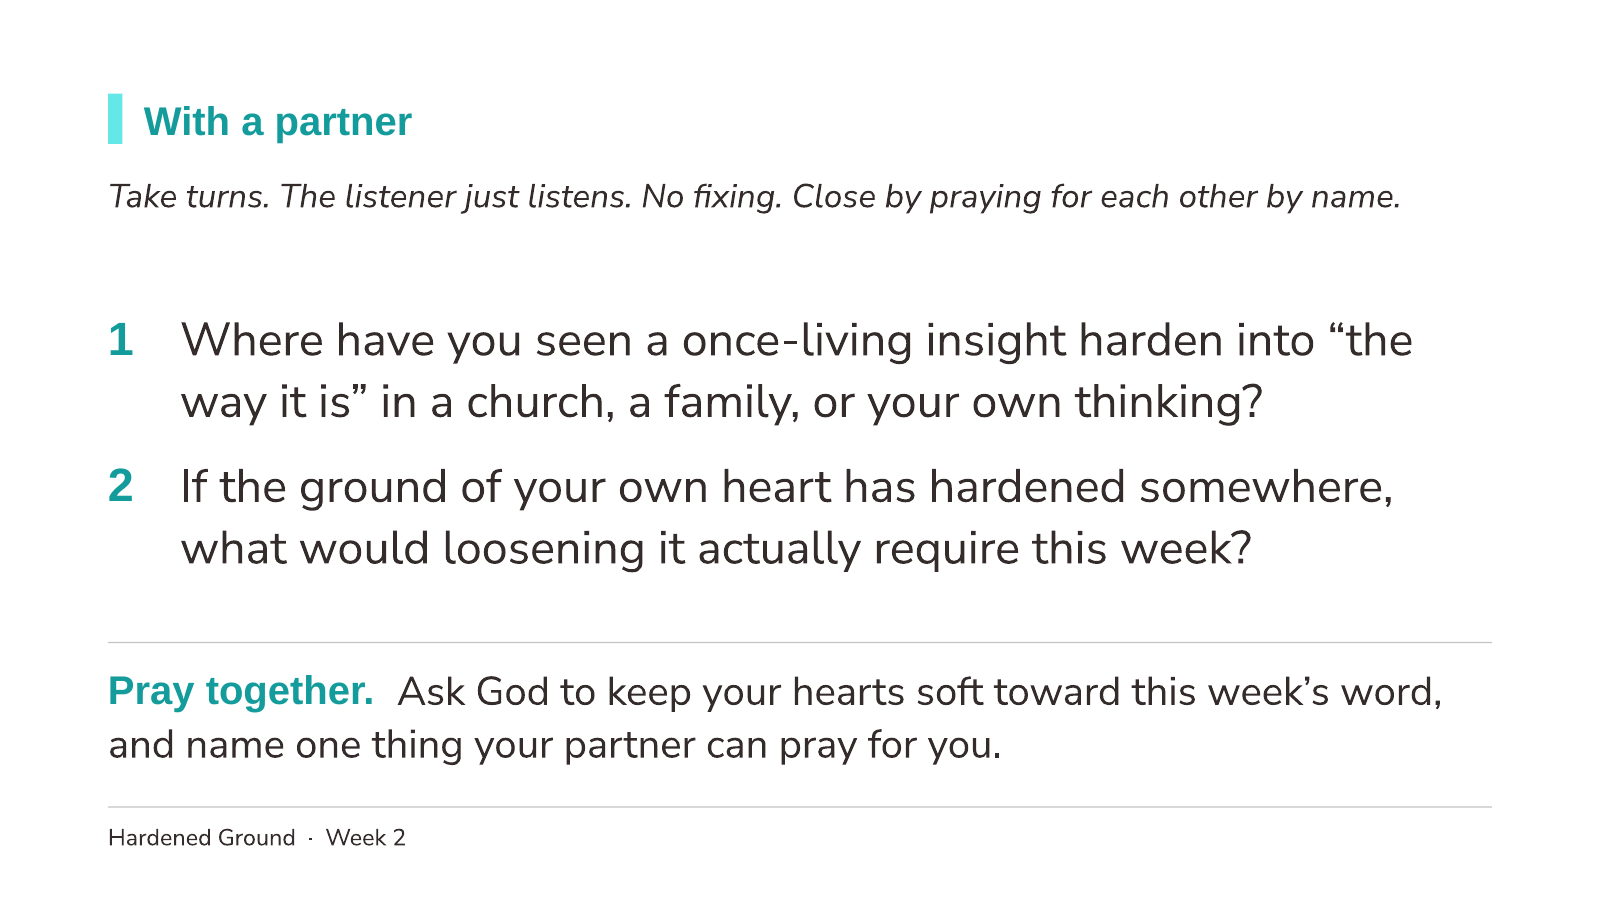 With a partner
Take turns. The listener just listens. No fixing. Close by praying for each other by name.
1 Where have you seen a once-living insight harden into “the
way it is” in a church, a family, or your own thinking?
2 If the ground of your own heart has hardened somewhere,
what would loosening it actually require this week?
Pray together. Ask God to keep your hearts soft toward this week’s word,
and name one thing your partner can pray for you.
Hardened Ground · Week 2